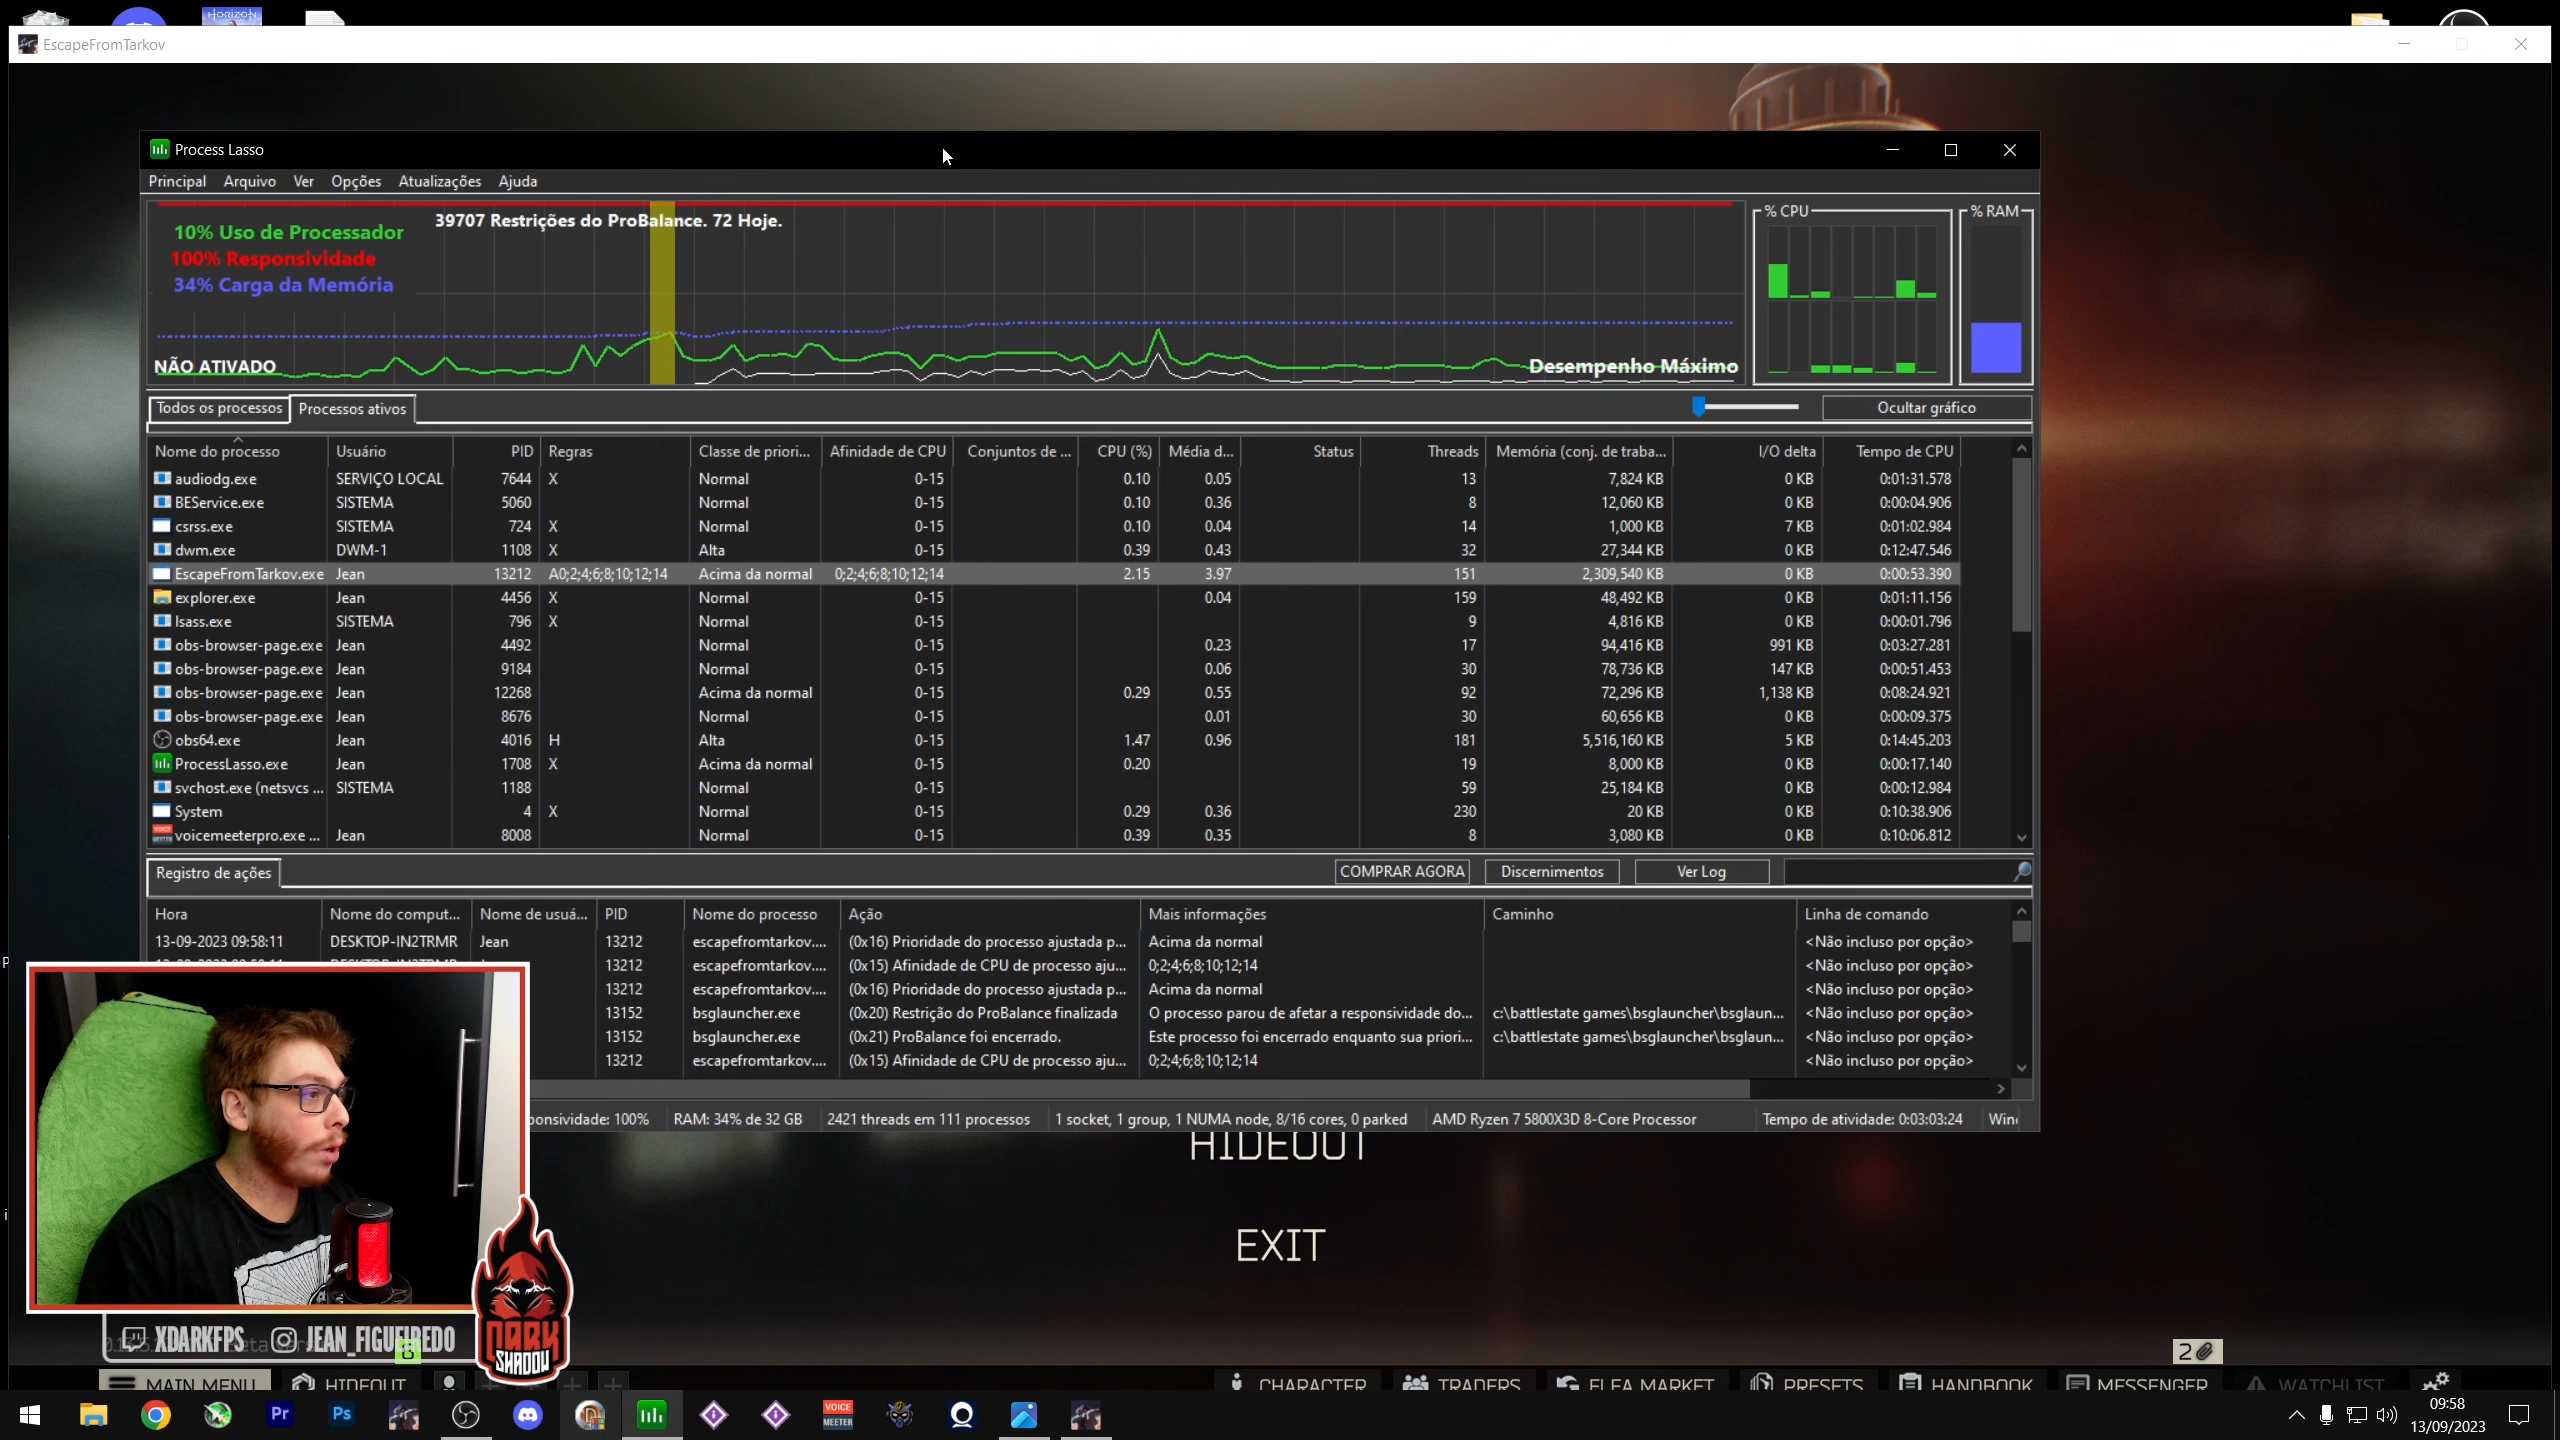 HORIZON
EscapeFromTarkov
Process Lasso
Principal Arquivo Ver Opções Atualizações Ajuda
39707 Restrições do ProBalance. 72 Hoje.
10% Uso de Processador
100% Responsividade
34% Carga da Memória
NÃO ATIVADO
Desempenho Máximo
% CPU
% RAM
Todos os processos Processos ativos Ocultar gráfico
Nome do processo Usuário PID Regras Classe de priori... Afinidade de CPU Conjuntos de ... CPU (%) Média d... Status Threads Memória (conj. de traba... I/O delta Tempo de CPU
audiodg.exe SERVIÇO LOCAL 7644 X Normal 0-15 0.10 0.05 13 7,824 KB 0 KB 0:01:31.578
BEService.exe SISTEMA 5060 Normal 0-15 0.10 0.36 8 12,060 KB 0 KB 0:00:04.906
csrss.exe SISTEMA 724 X Normal 0-15 0.10 0.04 14 1,000 KB 7 KB 0:01:02.984
dwm.exe DWM-1 1108 X Alta 0-15 0.39 0.43 32 27,344 KB 0 KB 0:12:47.546
EscapeFromTarkov.exe Jean 13212 A0;2;4;6;8;10;12;14 Acima da normal 0;2;4;6;8;10;12;14 2.15 3.97 151 2,309,540 KB 0 KB 0:00:53.390
explorer.exe Jean 4456 X Normal 0-15 0.04 159 48,492 KB 0 KB 0:01:11.156
lsass.exe SISTEMA 796 X Normal 0-15 9 4,816 KB 0 KB 0:00:01.796
obs-browser-page.exe Jean 4492 Normal 0-15 0.23 17 94,416 KB 991 KB 0:03:27.281
obs-browser-page.exe Jean 9184 Normal 0-15 0.06 30 78,736 KB 147 KB 0:00:51.453
obs-browser-page.exe Jean 12268 Acima da normal 0-15 0.29 0.55 92 72,296 KB 1,138 KB 0:08:24.921
obs-browser-page.exe Jean 8676 Normal 0-15 0.01 30 60,656 KB 0 KB 0:00:09.375
obs64.exe Jean 4016 H Alta 0-15 1.47 0.96 181 5,516,160 KB 5 KB 0:14:45.203
ProcessLasso.exe Jean 1708 X Acima da normal 0-15 0.20 19 8,000 KB 0 KB 0:00:17.140
svchost.exe (netsvcs ... SISTEMA 1188 Normal 0-15 59 25,184 KB 0 KB 0:00:12.984
System 4 X Normal 0-15 0.29 0.36 230 20 KB 0 KB 0:10:38.906
voicemeeterpro.exe ... Jean 8008 Normal 0-15 0.39 0.35 8 3,080 KB 0 KB 0:10:06.812
Registro de ações COMPRAR AGORA Discernimentos Ver Log
Hora Nome do comput... Nome de usuá... PID Nome do processo Ação Mais informações Caminho Linha de comando
13-09-2023 09:58:11 DESKTOP-IN2TRMR Jean 13212 escapefromtarkov.... (0x16) Prioridade do processo ajustada p... Acima da normal <Não incluso por opção>
13212 escapefromtarkov.... (0x15) Afinidade de CPU de processo aju... 0;2;4;6;8;10;12;14 <Não incluso por opção>
13212 escapefromtarkov.... (0x16) Prioridade do processo ajustada p... Acima da normal <Não incluso por opção>
13152 bsglauncher.exe (0x20) Restrição do ProBalance finalizada O processo parou de afetar a responsividade do... c:\battlestate games\bsglauncher\bsglaun... <Não incluso por opção>
13152 bsglauncher.exe (0x21) ProBalance foi encerrado. Este processo foi encerrado enquanto sua priori... c:\battlestate games\bsglauncher\bsglaun... <Não incluso por opção>
13212 escapefromtarkov.... (0x15) Afinidade de CPU de processo aju... 0;2;4;6;8;10;12;14 <Não incluso por opção>
ponsividade: 100% RAM: 34% de 32 GB 2421 threads em 111 processos 1 socket, 1 group, 1 NUMA node, 8/16 cores, 0 parked AMD Ryzen 7 5800X3D 8-Core Processor Tempo de atividade: 0:03:03:24 Win
HIDEOUT
EXIT
XDARKFPS JEAN_FIGUEIREDO
DARK
SHADOW
2
MAIN MENU HIDEOUT CHARACTER TRADERS FLEA MARKET PRESETS HANDBOOK MESSENGER WATCHLIST
Pr Ps VOICE
MEETER
09:58
13/09/2023